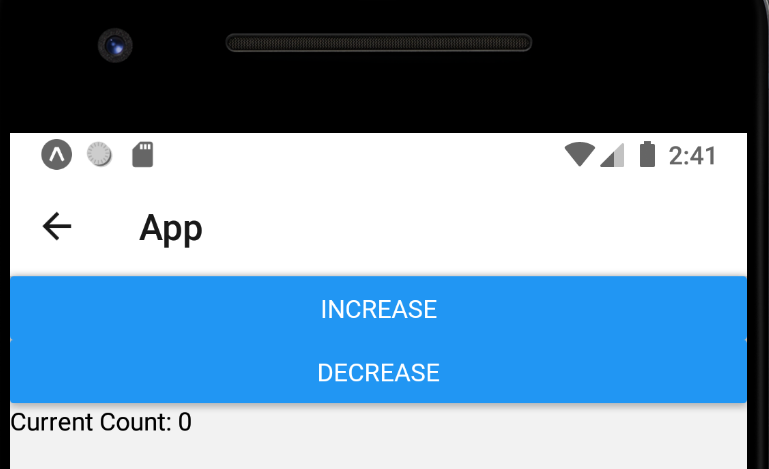 2:41
App
INCREASE
DECREASE
Current Count: 0